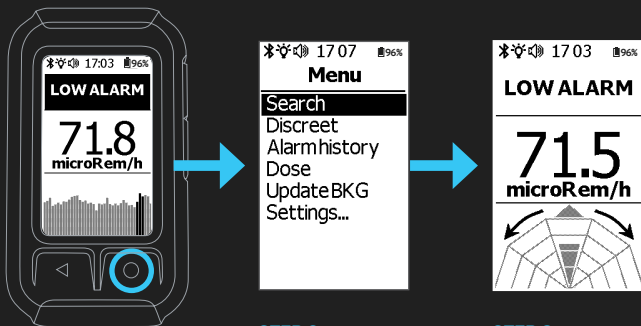 17:03 96%
LOW ALARM
71.8
microRem/h
17 07 96%
Menu
Search
Discreet
Alarm history
Dose
Update BKG
Settings...
17 03 96%
LOW ALARM
71.5
microRem/h